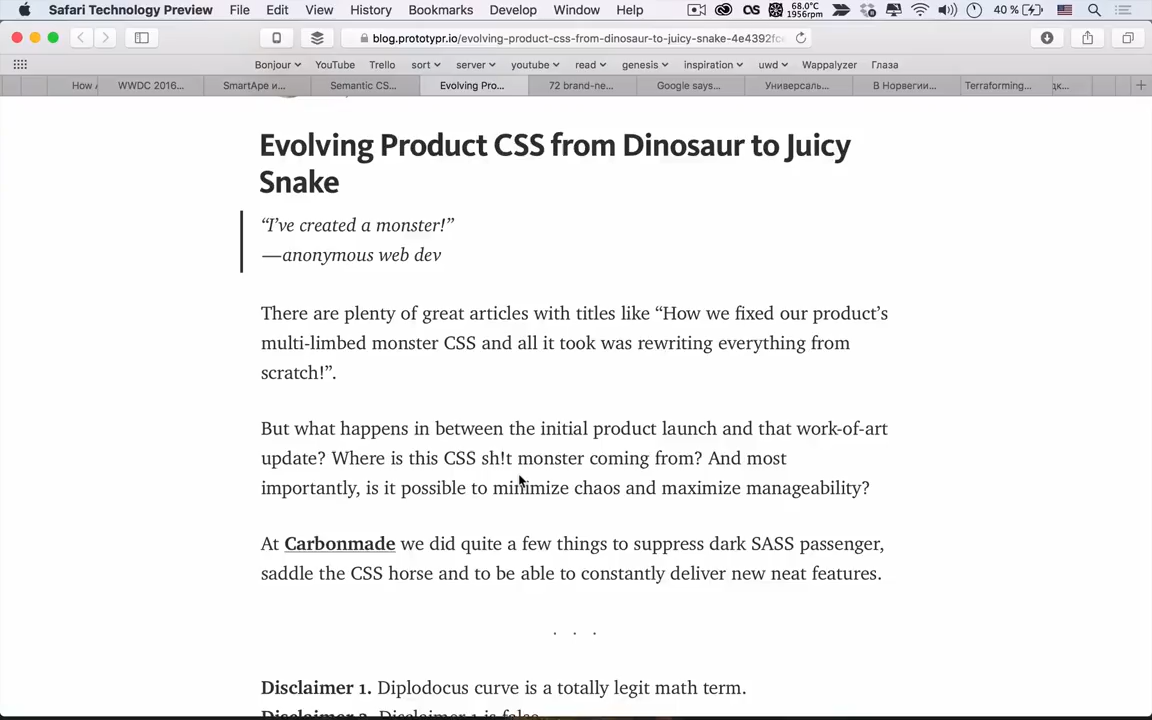 Safari Technology Preview File Edit View History Bookmarks Develop Window Help 68.0°C 1956rpm 40 %
blog.prototypr.io/evolving-product-css-from-dinosaur-to-juicy-snake-4e4392fc
Bonjour YouTube Trello sort server youtube read genesis inspiration uwd Wappalyzer Глаза
How WWDC 2016... SmartApe и... Semantic CS... Evolving Pro... 72 brand-ne... Google says... Универсаль... В Норвегии... Terraforming...
Evolving Product CSS from Dinosaur to Juicy
Snake
“I’ve created a monster!”
—anonymous web dev
There are plenty of great articles with titles like “How we fixed our product’s
multi-limbed monster CSS and all it took was rewriting everything from
scratch!”.
But what happens in between the initial product launch and that work-of-art
update? Where is this CSS sh!t monster coming from? And most
importantly, is it possible to minimize chaos and maximize manageability?
At Carbonmade we did quite a few things to suppress dark SASS passenger,
saddle the CSS horse and to be able to constantly deliver new neat features.
. . .
Disclaimer 1. Diplodocus curve is a totally legit math term.
Disclaimer 2. Disclaimer 1 is false.